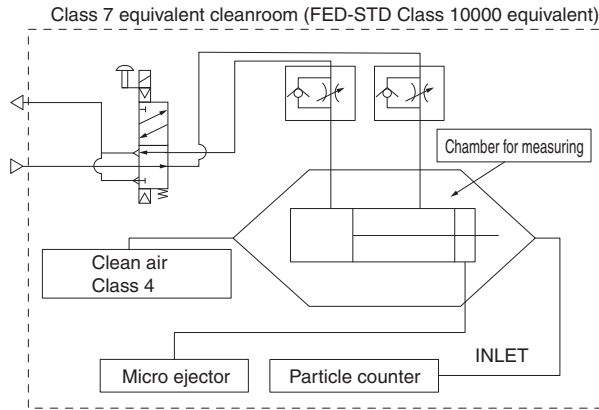 Class 7 equivalent cleanroom (FED-STD Class 10000 equivalent)
Chamber for measuring
Clean air
Class 4
INLET
Micro ejector
Particle counter